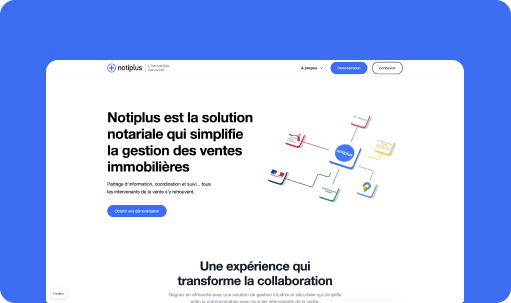 notiplus
L'immobilier
connecté
À propos
Démonstration
Connexion
Notiplus est la solution
notariale qui simplifie
la gestion des ventes
immobilières
Partage d'information, coordination et suivi... tous
les intervenants de la vente s'y retrouvent.
Obtenir une démonstration
notiplus
Une expérience qui
transforme la collaboration
Gagnez en efficacité avec une solution de gestion intuitive et sécurisée qui simplifie
enfin la communication avec tous les intervenants de la vente.